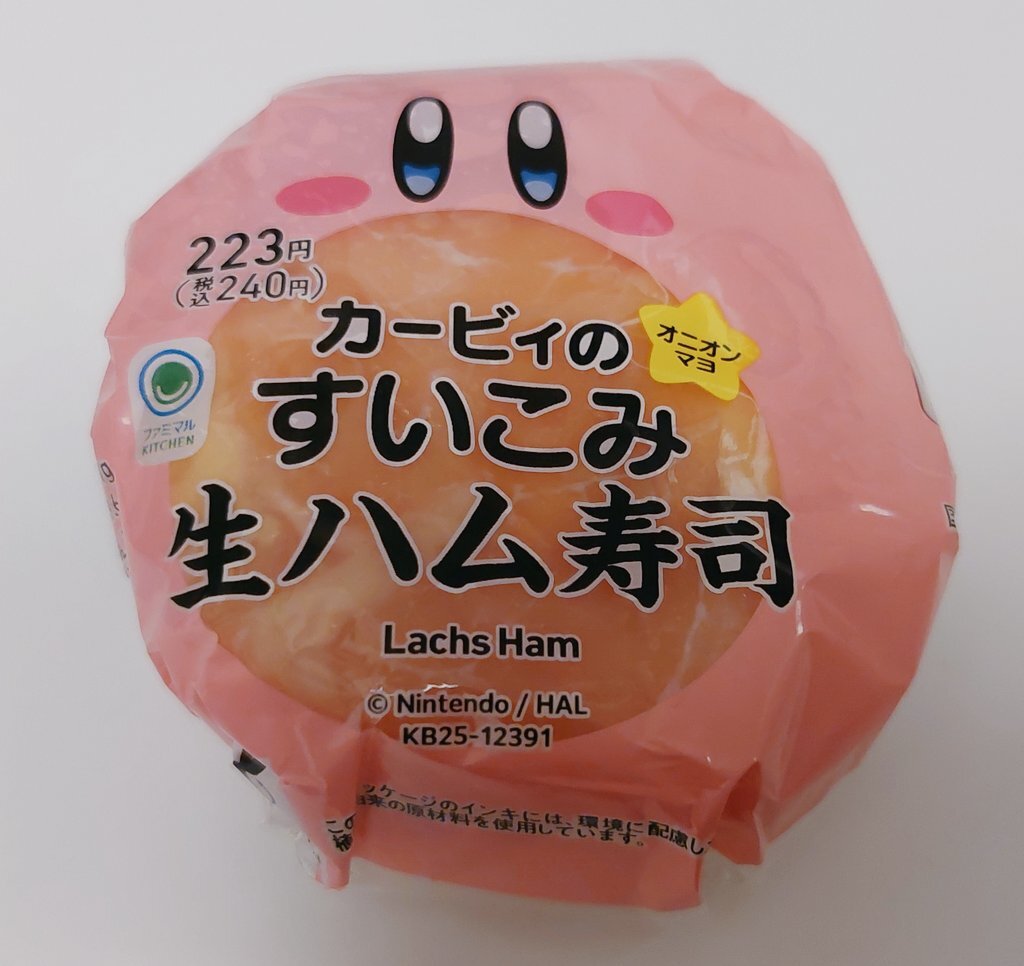 223円
(税込240円)
カービィの
オニオン
マヨ
すいこみ
ファミマル
KITCHEN
生ハム寿司
Lachs Ham
© Nintendo / HAL
KB25-12391
ッケージのインキには、環境に配慮し
来の原材料を使用しています。